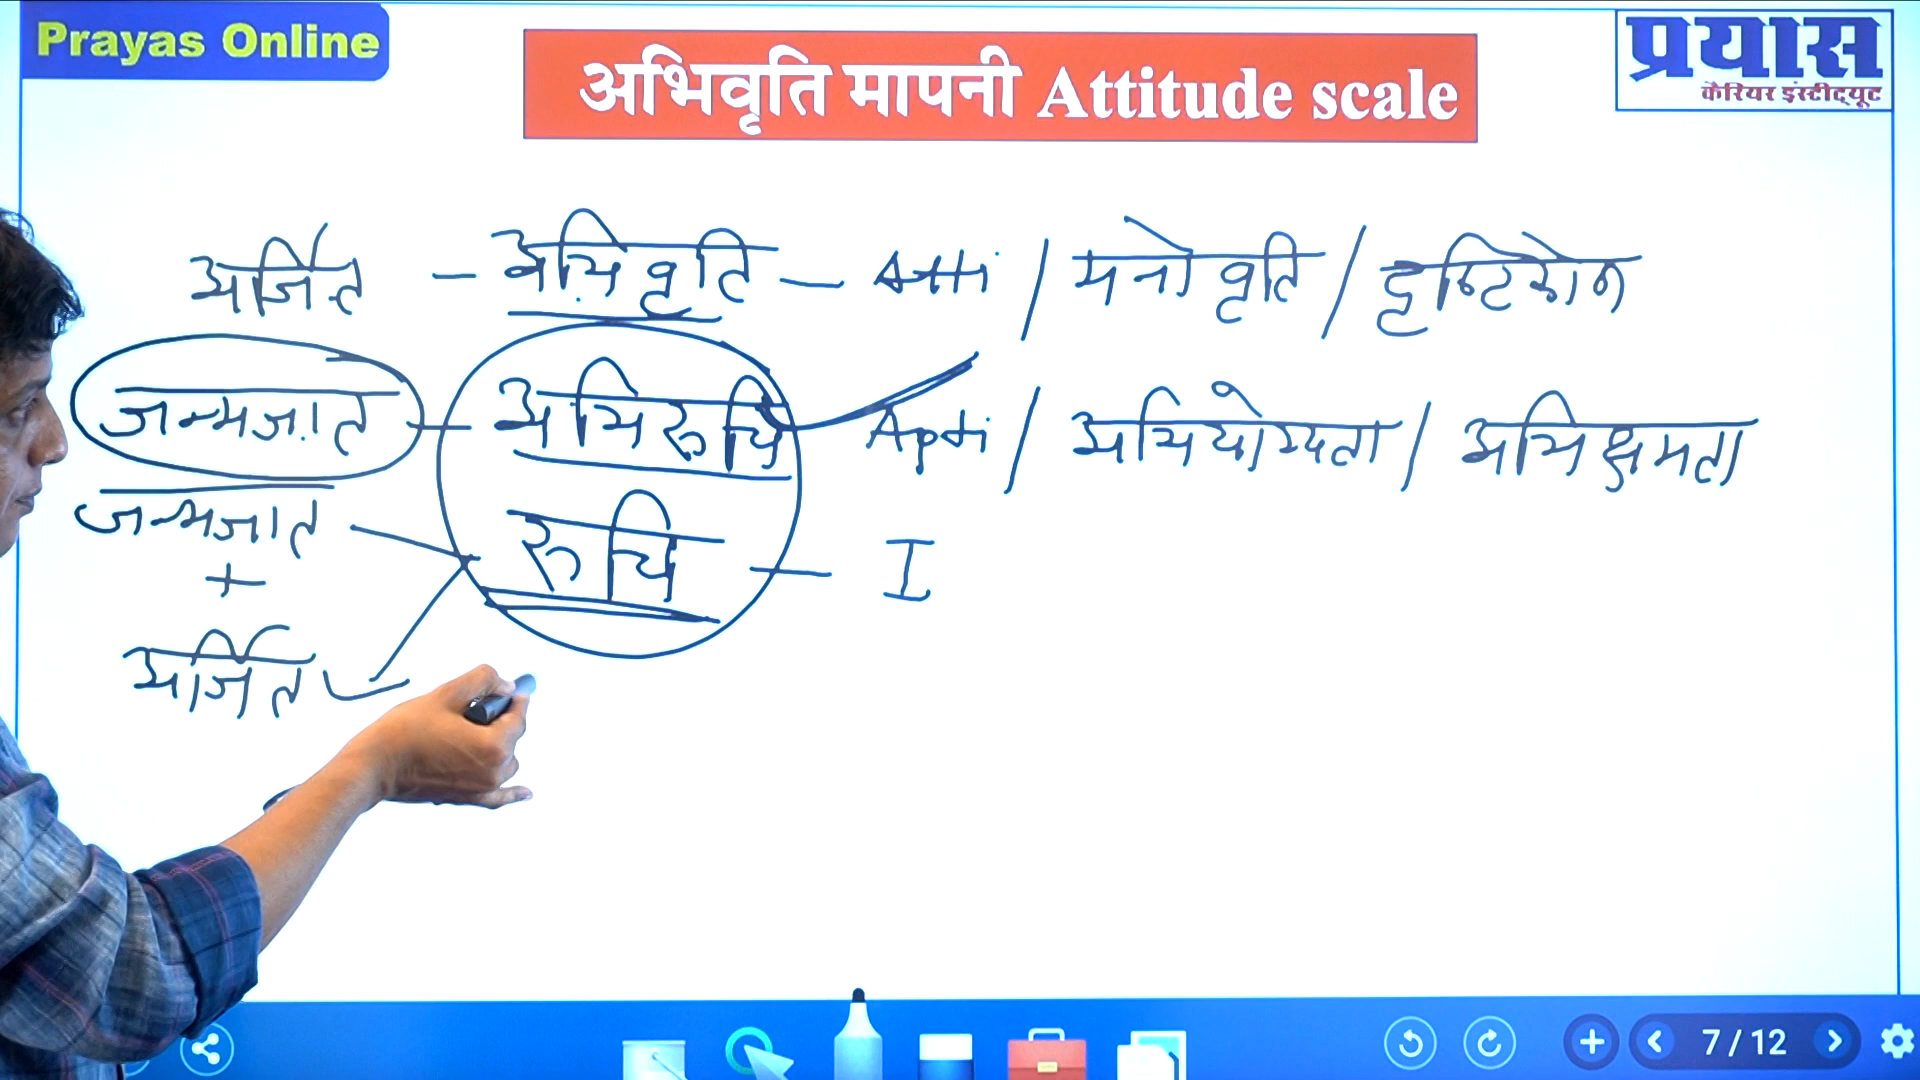 Prayas Online
अभिवृति मापनी Attitude scale
प्रयास
कैरियर इंस्टीट्यूट
अर्जित - अभिवृति - Atti / मनोवृति / दृष्टिकोन
जन्मजात - अभिरुचि Apti / अभियोग्यता / अभिक्षमता
जन्मजात
रुचि - I
+
अर्जित
7 / 12